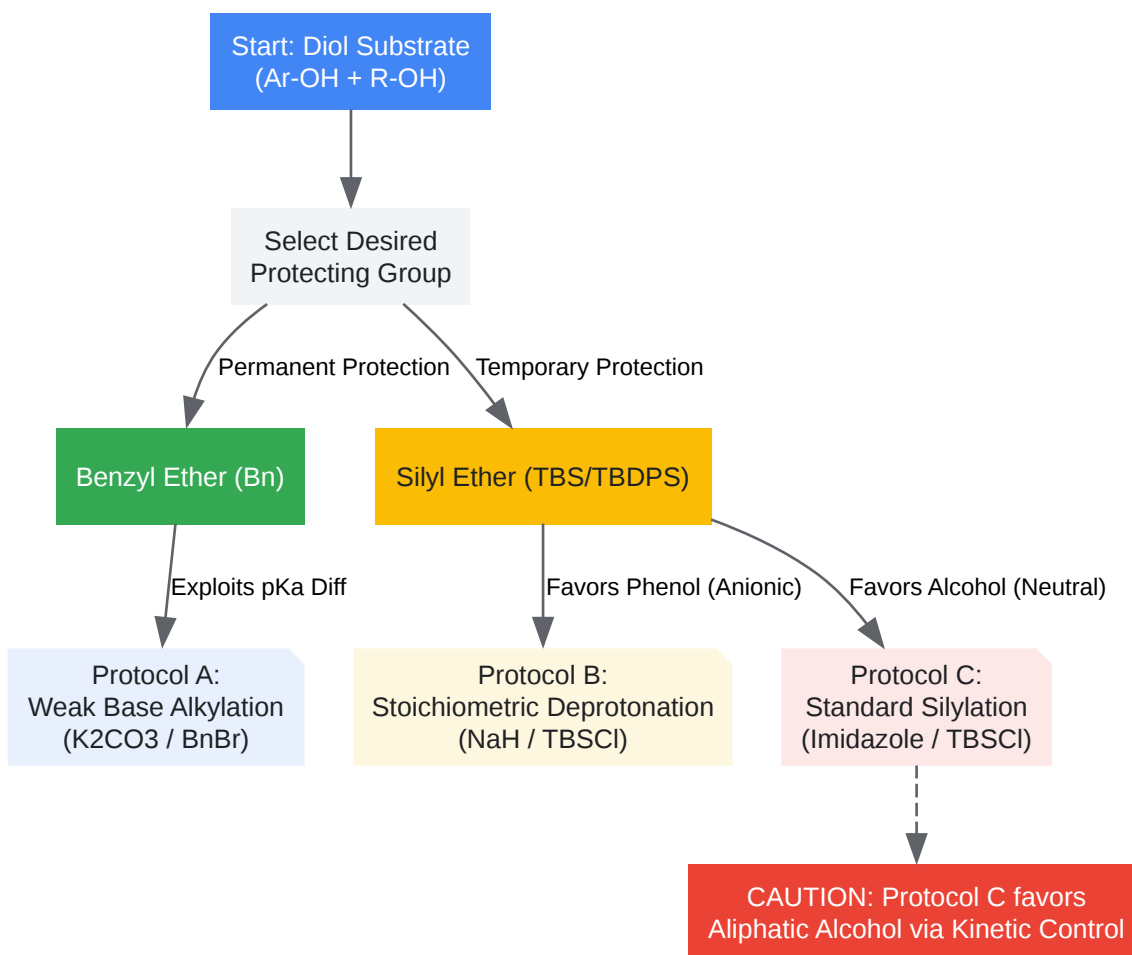 Start: Diol Substrate
(Ar-OH + R-OH)
Select Desired
Protecting Group
Permanent Protection
Temporary Protection
Benzyl Ether (Bn)
Silyl Ether (TBS/TBDPS)
Exploits pKa Diff
Favors Phenol (Anionic)
Favors Alcohol (Neutral)
Protocol A:
Weak Base Alkylation
(K2CO3 / BnBr)
Protocol B:
Stoichiometric Deprotonation
(NaH / TBSCl)
Protocol C:
Standard Silylation
(Imidazole / TBSCl)
CAUTION: Protocol C favors
Aliphatic Alcohol via Kinetic Control